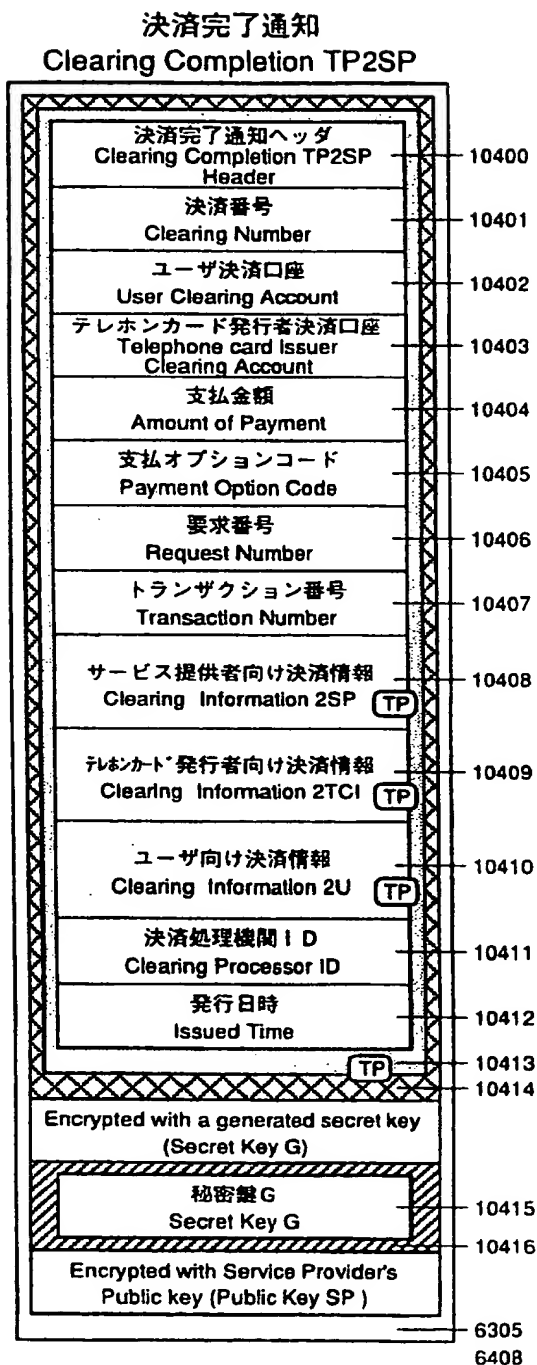 決済完了通知
Clearing Completion TP2SP
決済完了通知ヘッダ
Clearing Completion TP2SP
Header
10400
決済番号
Clearing Number
10401
ユーザ決済口座
User Clearing Account
10402
テレホンカード発行者決済口座
Telephone card Issuer
Clearing Account
10403
支払金額
Amount of Payment
10404
支払オプションコード
Payment Option Code
10405
要求番号
Request Number
10406
トランザクション番号
Transaction Number
10407
サービス提供者向け決済情報
Clearing Information 2SP
TP
10408
テレホンカード発行者向け決済情報
Clearing Information 2TCI
TP
10409
ユーザ向け決済情報
Clearing Information 2U
TP
10410
決済処理機関ID
Clearing Processor ID
10411
発行日時
Issued Time
10412
TP
10413
10414
Encrypted with a generated secret key
(Secret Key G)
秘密鍵G
Secret Key G
10415
10416
Encrypted with Service Provider's
Public key (Public Key SP )
6305
6408